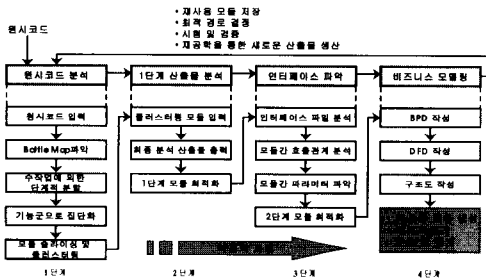 • 재사용 모듈 저장
• 최적 경로 결정
• 시험 및 검증
• 재공학을 통한 새로운 산출물 생산
원시코드
원시코드 분석
1단계 산출물 분석
인터페이스 파악
비즈니스 모델링
원시코드 입력
클러스터링 모듈 입력
인터페이스 파일 분석
BPD 작성
Battle Map파악
최종 분석 산출물 출력
모듈간 호출관계 분석
DFD 작성
수작업에 의한
단계적 분할
1단계 모듈 최적화
모듈간 파라미터 파악
구조도 작성
기능군으로 집단화
2단계 모듈 최적화
모듈 슬라이싱 및
클러스터링
1단계
2단계
3단계
4단계